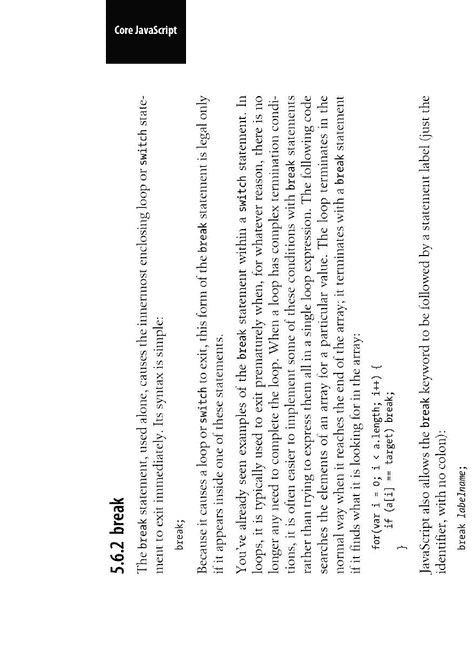 Core JavaScript
5.6.2 break
The break statement, used alone, causes the innermost enclosing loop or switch state-
ment to exit immediately. Its syntax is simple:
break;
Because it causes a loop or switch to exit, this form of the break statement is legal only
if it appears inside one of these statements.
You've already seen examples of the break statement within a switch statement. In
loops, it is typically used to exit prematurely when, for whatever reason, there is no
longer any need to complete the loop. When a loop has complex termination condi-
tions, it is often easier to implement some of these conditions with break statements
rather than trying to express them all in a single loop expression. The following code
searches the elements of an array for a particular value. The loop terminates in the
normal way when it reaches the end of the array; it terminates with a break statement
if it finds what it is looking for in the array:
for(var i = 0; i < a.length; i++) {
if (a[i] == target) break;
}
JavaScript also allows the break keyword to be followed by a statement label (just the
identifier, with no colon):
break labelname;